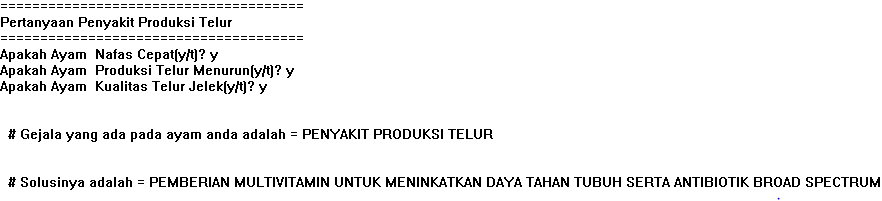 ======================================
Pertanyaan Penyakit Produksi Telur
======================================
Apakah Ayam  Nafas Cepat(y/t)? y
Apakah Ayam  Produksi Telur Menurun(y/t)? y
Apakah Ayam  Kualitas Telur Jelek(y/t)? y
# Gejala yang ada pada ayam anda adalah = PENYAKIT PRODUKSI TELUR
# Solusinya adalah = PEMBERIAN MULTIVITAMIN UNTUK MENINKATKAN DAYA TAHAN TUBUH SERTA ANTIBIOTIK BROAD SPECTRUM